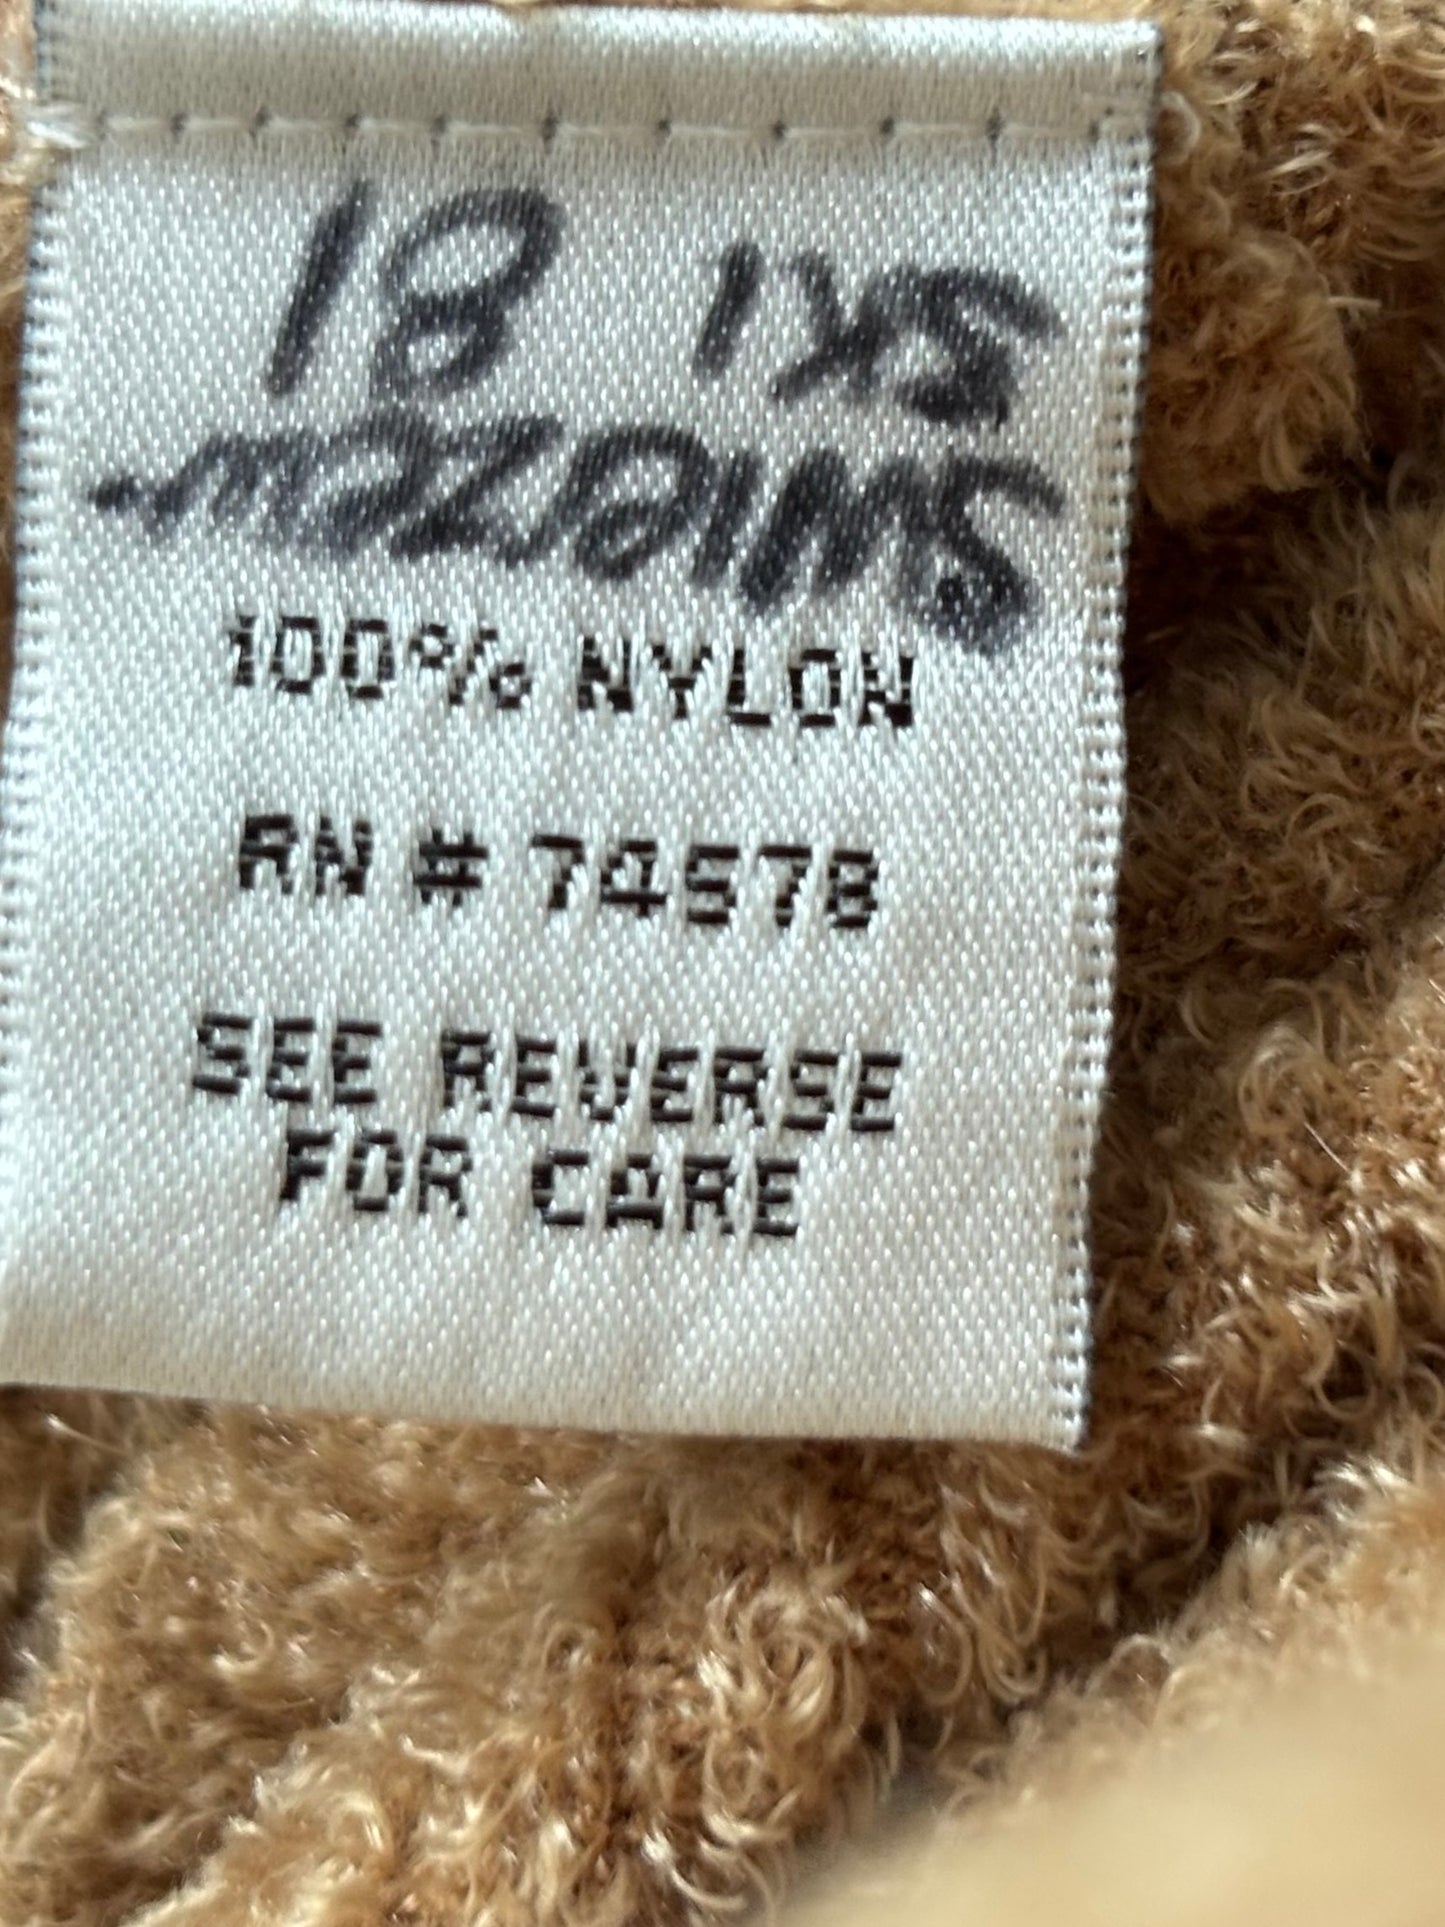 18
100% NYLON
RN # 74578
SEE REVERSE
FOR CARE